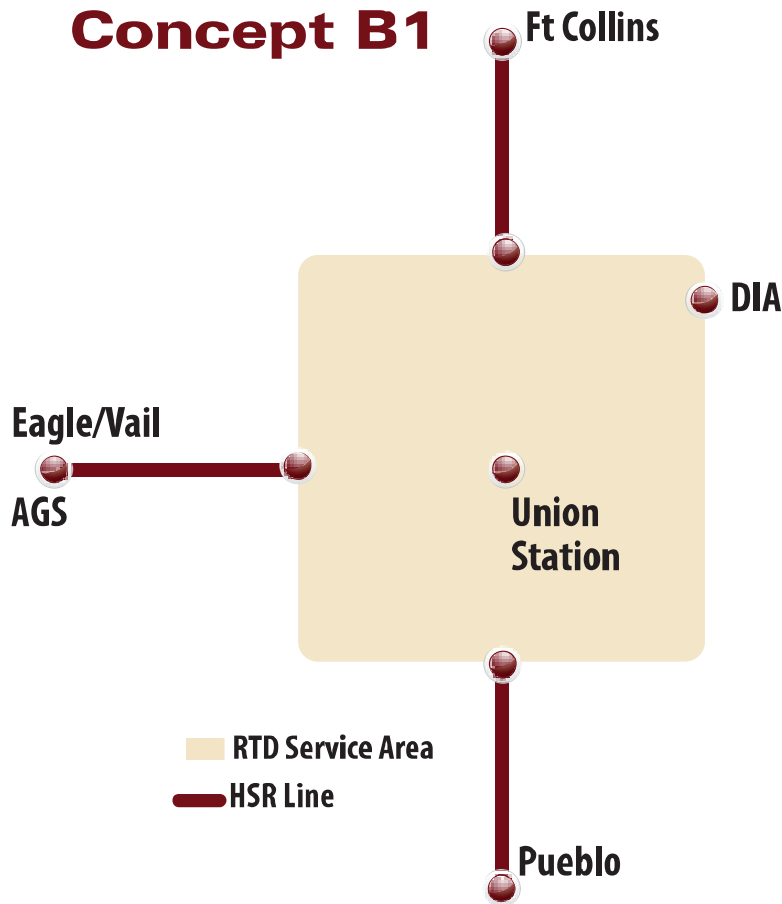 Concept B1
Ft Collins
DIA
Eagle/Vail
AGS
Union
Station
RTD Service Area
HSR Line
Pueblo